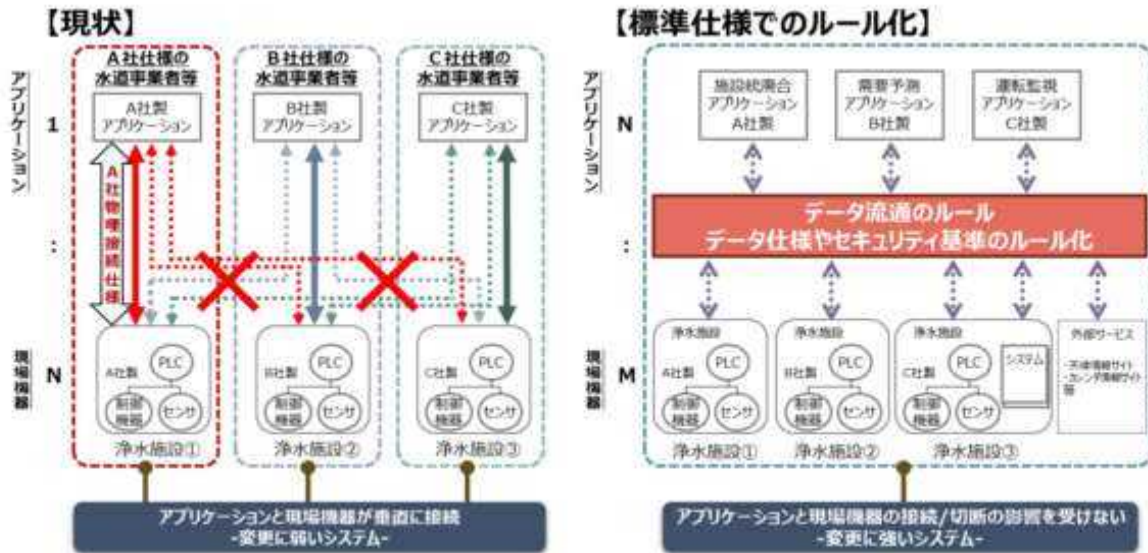 【現状】
A社仕様の
水道事業者等
B社仕様の
水道事業者等
C社仕様の
水道事業者等
アプリケーション
1
:
N
現場機器
A社製
アプリケーション
B社製
アプリケーション
C社製
アプリケーション
A社物理接続仕様
A社製
PLC
制御
機器
センサ
浄水施設①
B社製
PLC
制御
機器
センサ
浄水施設②
C社製
PLC
制御
機器
センサ
浄水施設③
アプリケーションと現場機器が垂直に接続
-変更に弱いシステム-
【標準仕様でのルール化】
アプリケーション
N
:
M
現場機器
施設統廃合
アプリケーション
A社製
需要予測
アプリケーション
B社製
運転監視
アプリケーション
C社製
データ流通のルール
データ仕様やセキュリティ基準のルール化
浄水施設
A社製
PLC
制御
機器
センサ
浄水施設①
浄水施設
B社製
PLC
制御
機器
センサ
浄水施設②
浄水施設
C社製
PLC
制御
機器
センサ
システム
浄水施設③
外部サービス
・天候情報サイト
・カレンダ情報サイト
等
アプリケーションと現場機器の接続/切断の影響を受けない
-変更に強いシステム-